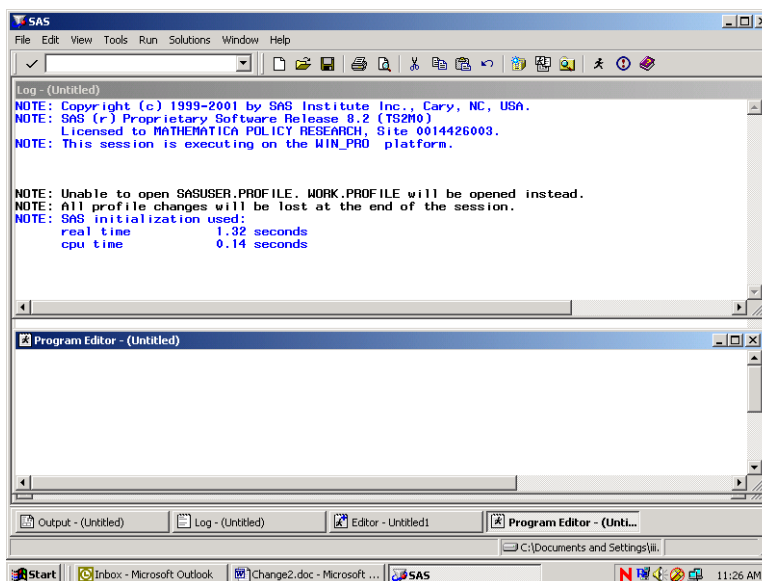 SAS
File Edit View Tools Run Solutions Window Help
Log - (Untitled)
NOTE: Copyright (c) 1999-2001 by SAS Institute Inc., Cary, NC, USA.
NOTE: SAS (r) Proprietary Software Release 8.2 (TS2M0)
Licensed to MATHEMATICA POLICY RESEARCH, Site 0014426003.
NOTE: This session is executing on the WIN_PRO platform.
NOTE: Unable to open SASUSER.PROFILE. WORK.PROFILE will be opened instead.
NOTE: All profile changes will be lost at the end of the session.
NOTE: SAS initialization used:
real time 1.32 seconds
cpu time 0.14 seconds
Program Editor - (Untitled)
Output - (Untitled) Log - (Untitled) Editor - Untitled1 Program Editor - (Unti...
C:\Documents and Settings\iii.
Start Inbox - Microsoft Outlook Change2.doc - Microsoft ... SAS N 11:26 AM